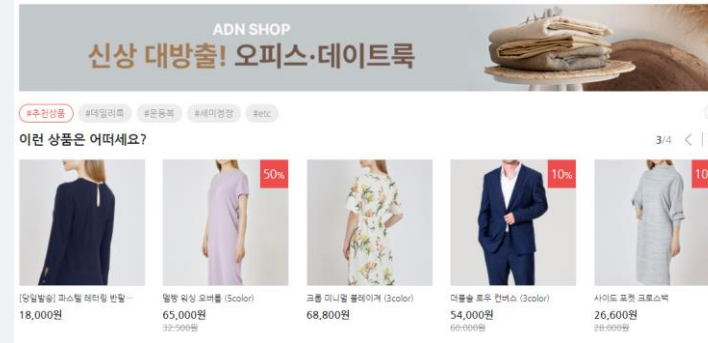 ADN SHOP
신상 대방출! 오피스·데이트룩
#추천상품 #데일리룩 #운동복 #세미정장 #etc
이런 상품은 어떠세요?
3/4
50%
10%
10
[당일발송] 파스텔 레터링 반팔…
18,000원
멜빵 워싱 오버롤 (5color)
65,000원
32,500원
크롭 미니멀 블레이져 (3color)
68,800원
더블솔 로우 컨버스 (3color)
54,000원
60,000원
사이드 포켓 크로스백
26,600원
28,000원